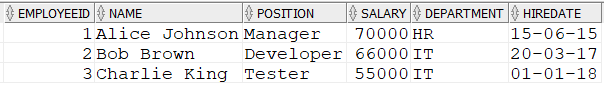 EMPLOYEEID NAME POSITION SALARY DEPARTMENT HIREDATE
1 Alice Johnson Manager 70000 HR 15-06-15
2 Bob Brown Developer 66000 IT 20-03-17
3 Charlie King Tester 55000 IT 01-01-18